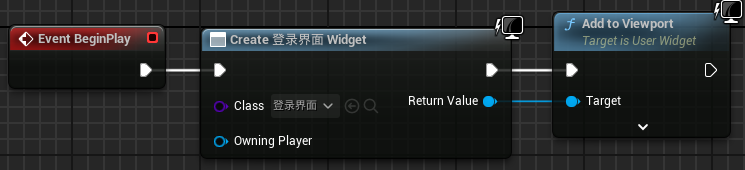 Event BeginPlay
Create 登录界面 Widget
Class 登录界面
Return Value
Owning Player
f Add to Viewport
Target is User Widget
Target